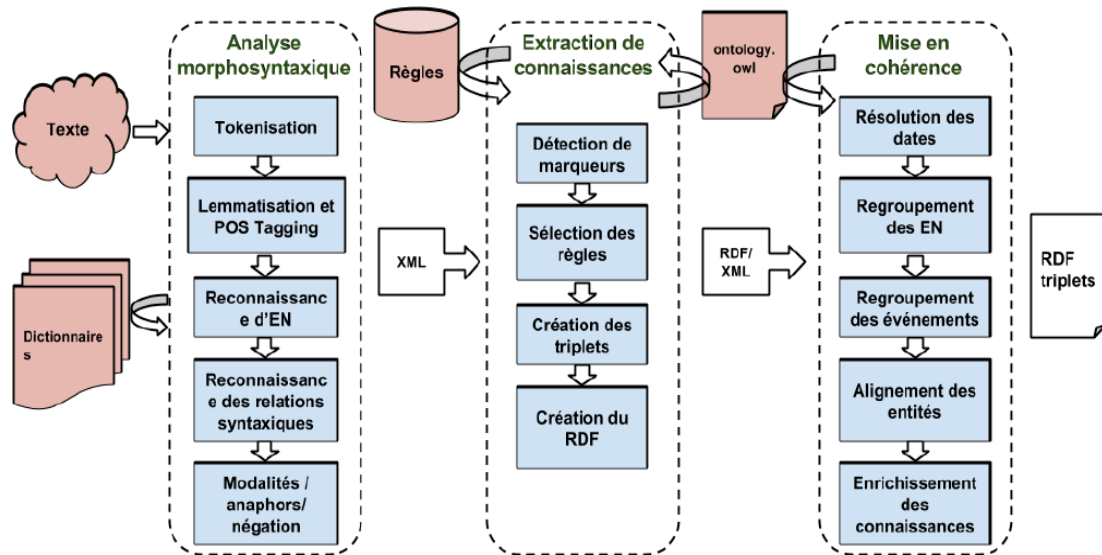 Texte
Dictionnaire
s
Analyse
morphosyntaxique
Tokenisation
Lemmatisation et
POS Tagging
Reconnaissanc
e d'EN
Reconnaissanc
e des relations
syntaxiques
Modalités /
anaphors/
négation
Règles
XML
Extraction de
connaissances
Détection de
marqueurs
Sélection des
règles
Création des
triplets
Création du
RDF
ontology.
owl
RDF/
XML
Mise en
cohérence
Résolution des
dates
Regroupement
des EN
Regroupement
des événements
Alignement des
entités
Enrichissement
des
connaissances
RDF
triplets